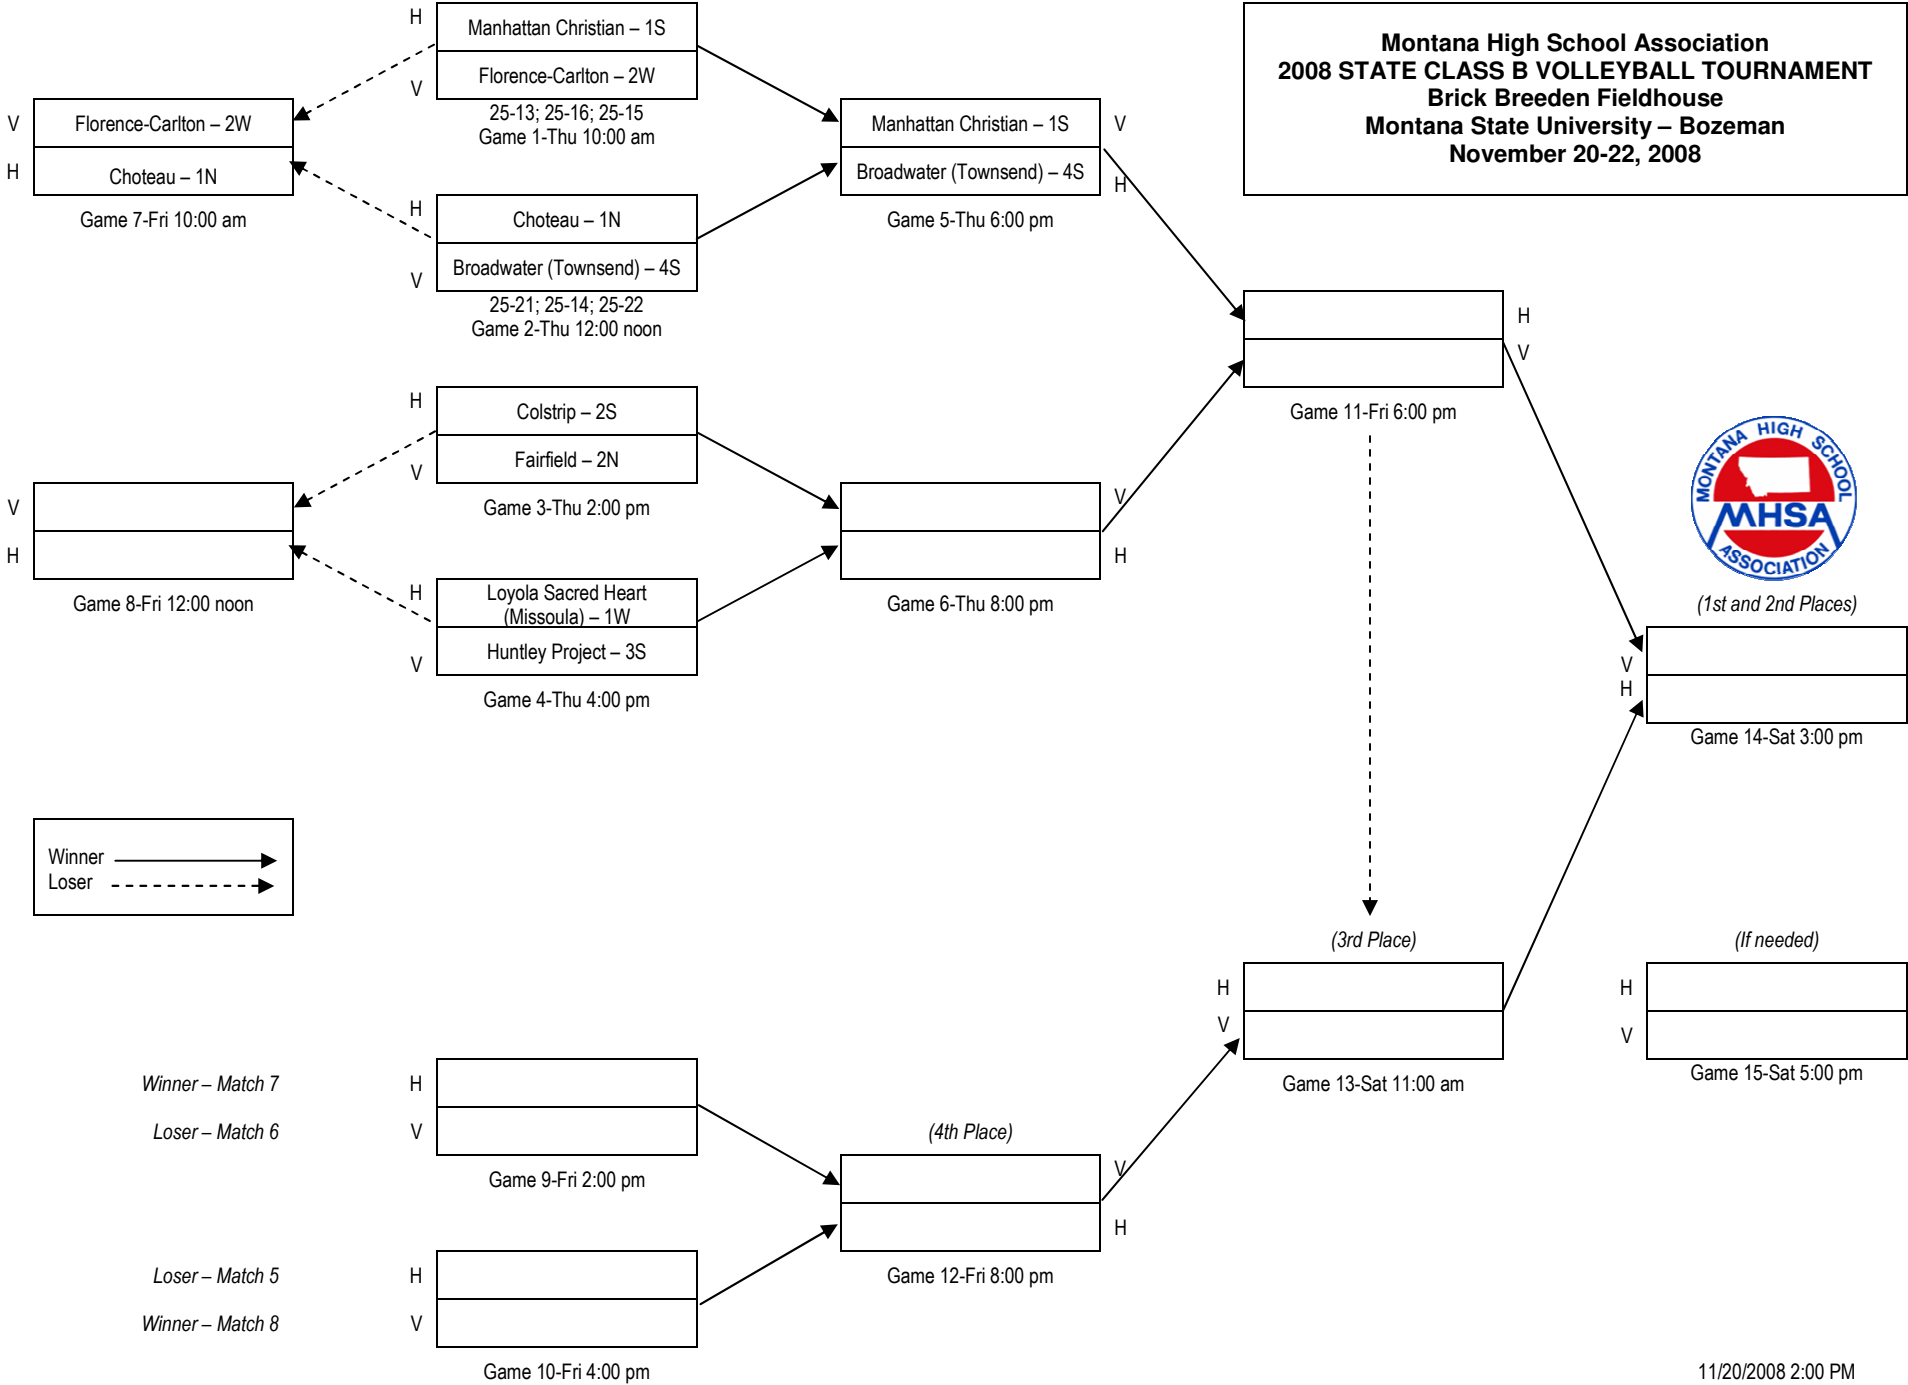 Montana High School Association
2008 STATE CLASS B VOLLEYBALL TOURNAMENT
Brick Breeden Fieldhouse
Montana State University – Bozeman
November 20-22, 2008
H
Manhattan Christian – 1S
V
Florence-Carlton – 2W
25-13; 25-16; 25-15
Game 1-Thu 10:00 am
V
Florence-Carlton – 2W
H
Choteau – 1N
Game 7-Fri 10:00 am
H
Choteau – 1N
V
Broadwater (Townsend) – 4S
25-21; 25-14; 25-22
Game 2-Thu 12:00 noon
Manhattan Christian – 1S
V
Broadwater (Townsend) – 4S
H
Game 5-Thu 6:00 pm
H
V
Game 11-Fri 6:00 pm
H
Colstrip – 2S
V
Fairfield – 2N
Game 3-Thu 2:00 pm
V
H
Game 8-Fri 12:00 noon
H
Loyola Sacred Heart
(Missoula) – 1W
V
Huntley Project – 3S
Game 4-Thu 4:00 pm
V
H
Game 6-Thu 8:00 pm
MONTANA HIGH SCHOOL
MHSA
ASSOCIATION
(1st and 2nd Places)
V
H
Game 14-Sat 3:00 pm
Winner
Loser
(3rd Place)
H
V
Game 13-Sat 11:00 am
(If needed)
H
V
Game 15-Sat 5:00 pm
Winner – Match 7
H
Loser – Match 6
V
Game 9-Fri 2:00 pm
(4th Place)
V
H
Game 12-Fri 8:00 pm
Loser – Match 5
H
Winner – Match 8
V
Game 10-Fri 4:00 pm
11/20/2008 2:00 PM